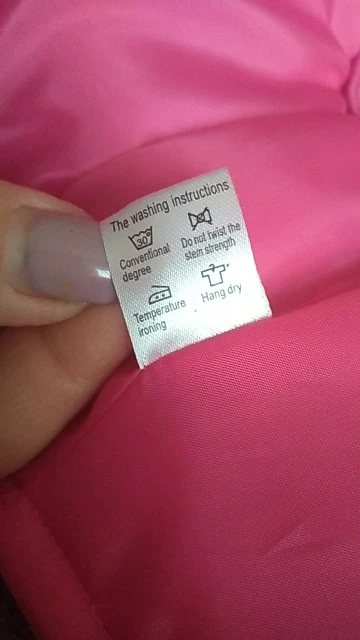 The washing instructions
30°
Conventional
degree
Do not twist the
stem strength
Temperature
ironing
Hang dry